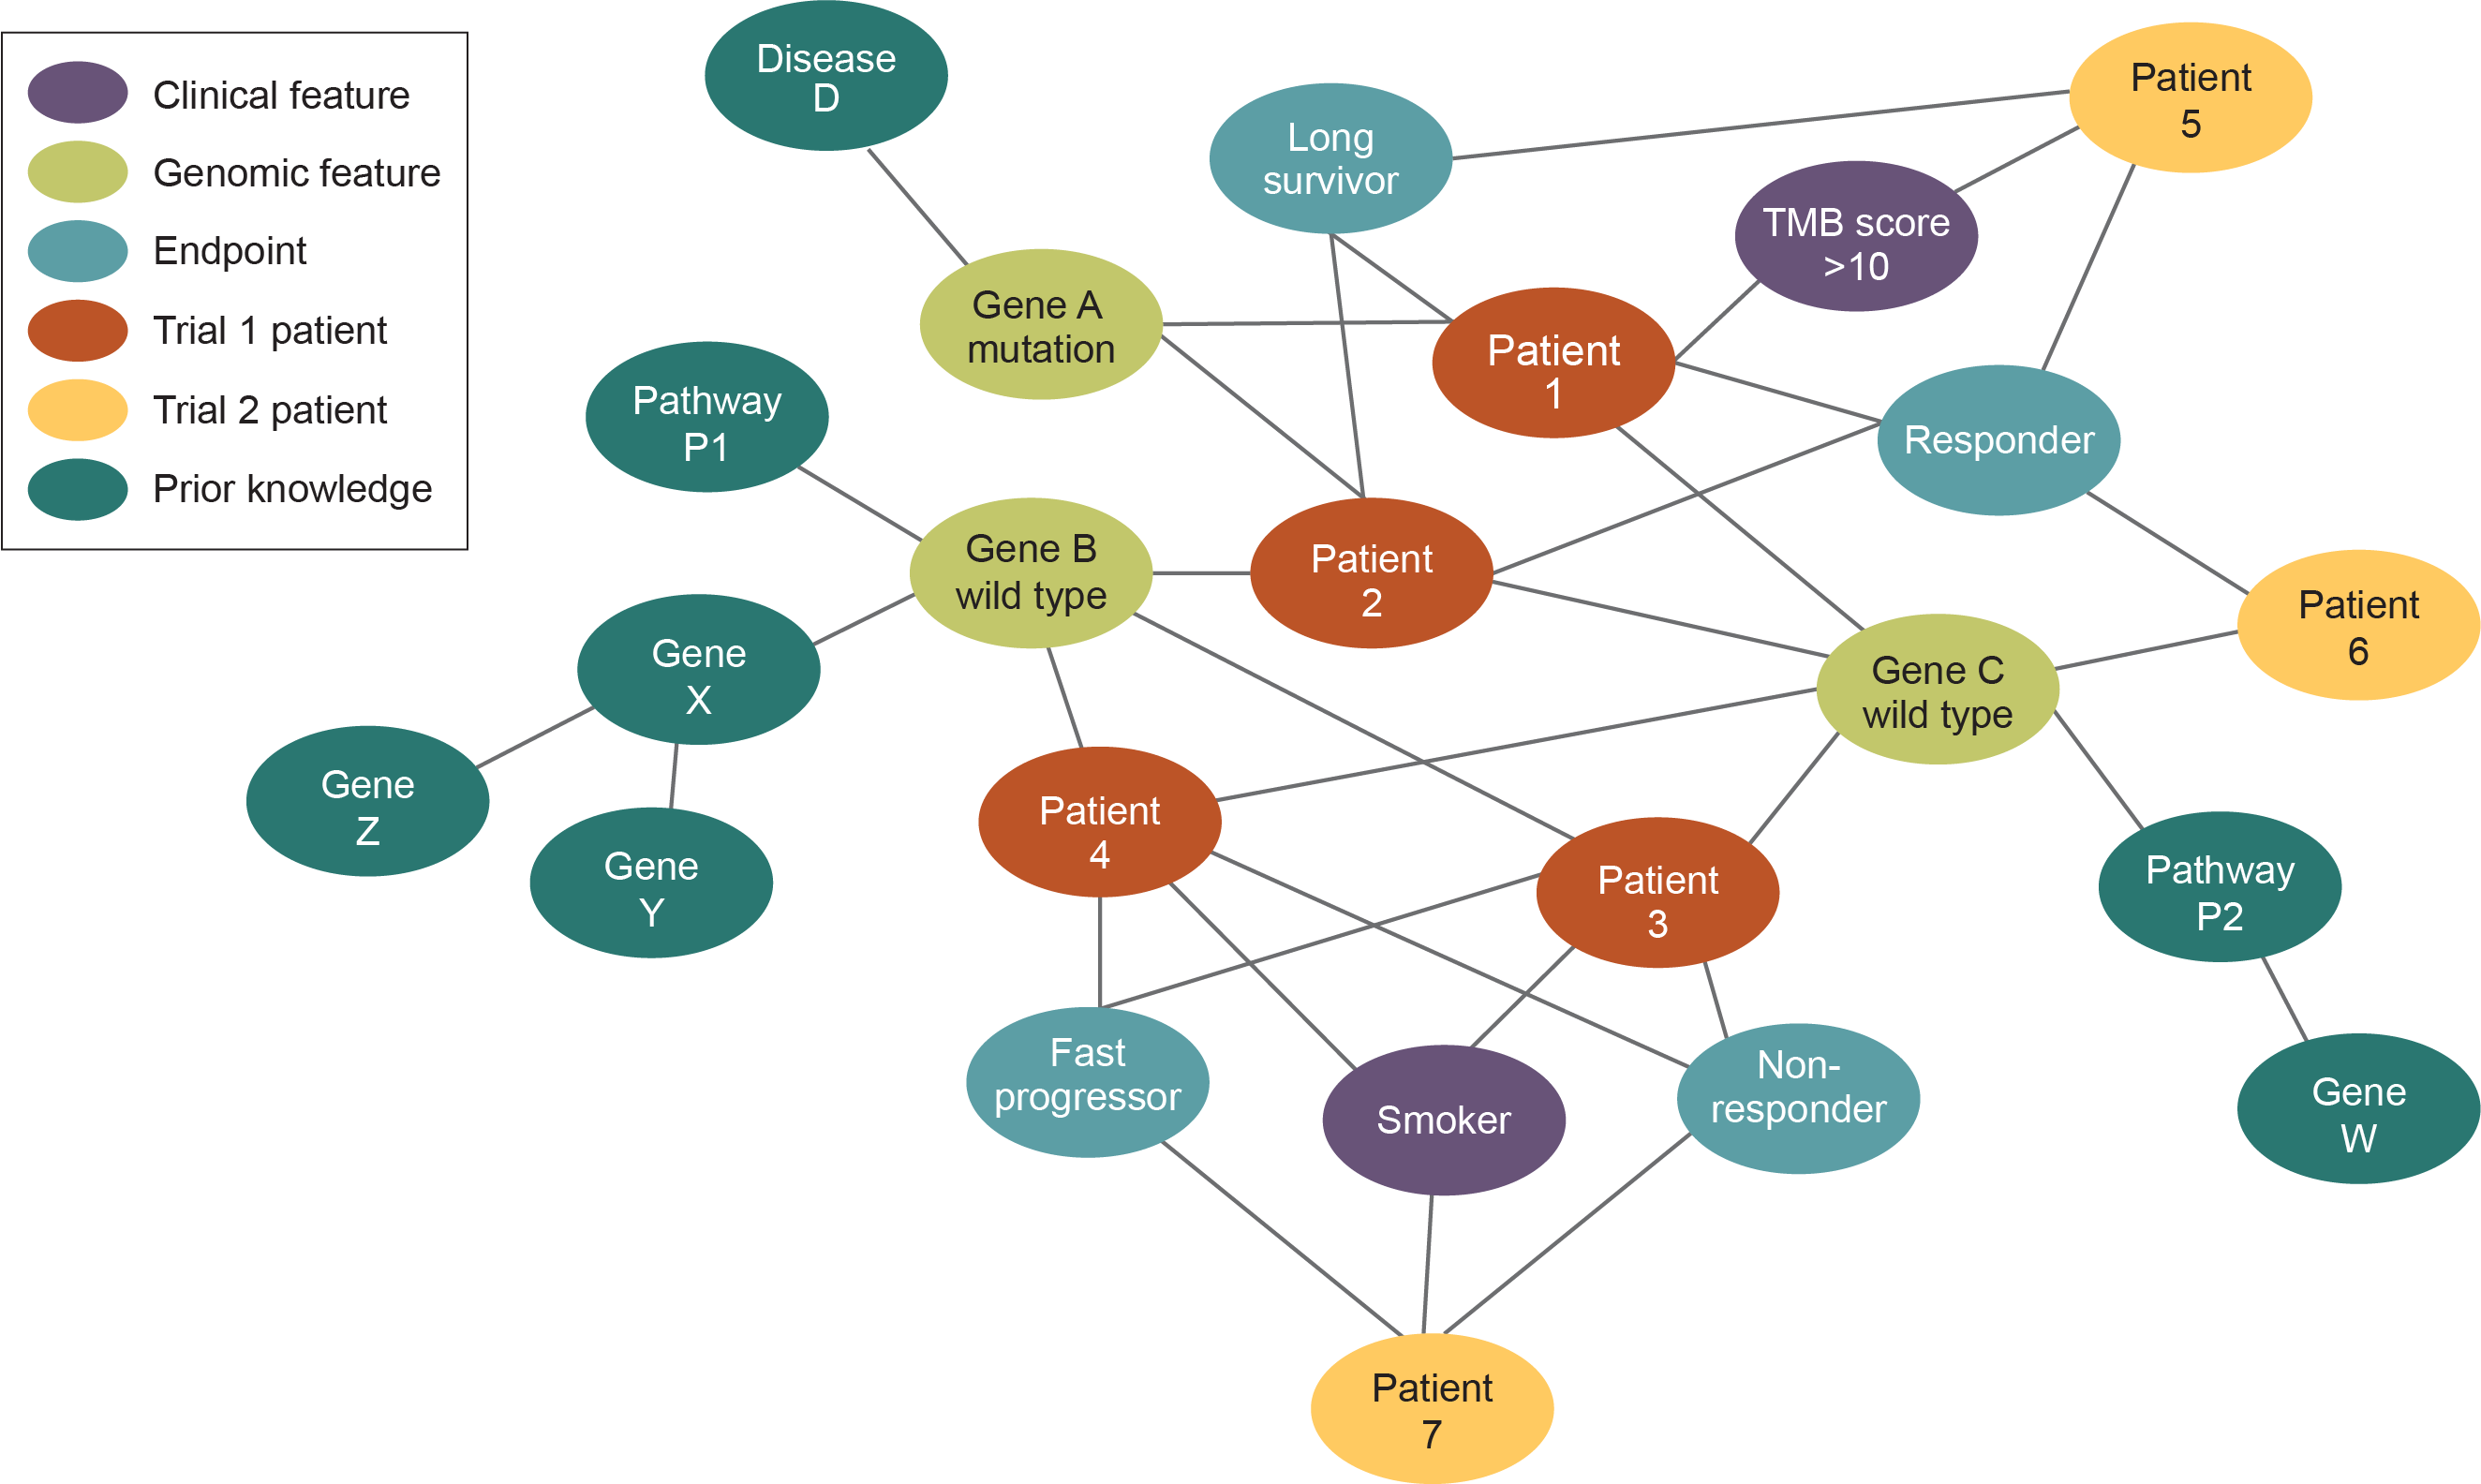 Clinical feature
Genomic feature
Endpoint
Trial 1 patient
Trial 2 patient
Prior knowledge
Disease
D
Long
survivor
Patient
5
TMB score
>10
Gene A
mutation
Patient
1
Pathway
P1
Responder
Gene B
wild type
Patient
2
Patient
6
Gene
X
Gene C
wild type
Gene
Z
Gene
Y
Patient
4
Patient
3
Pathway
P2
Fast
progressor
Smoker
Non-
responder
Gene
W
Patient
7